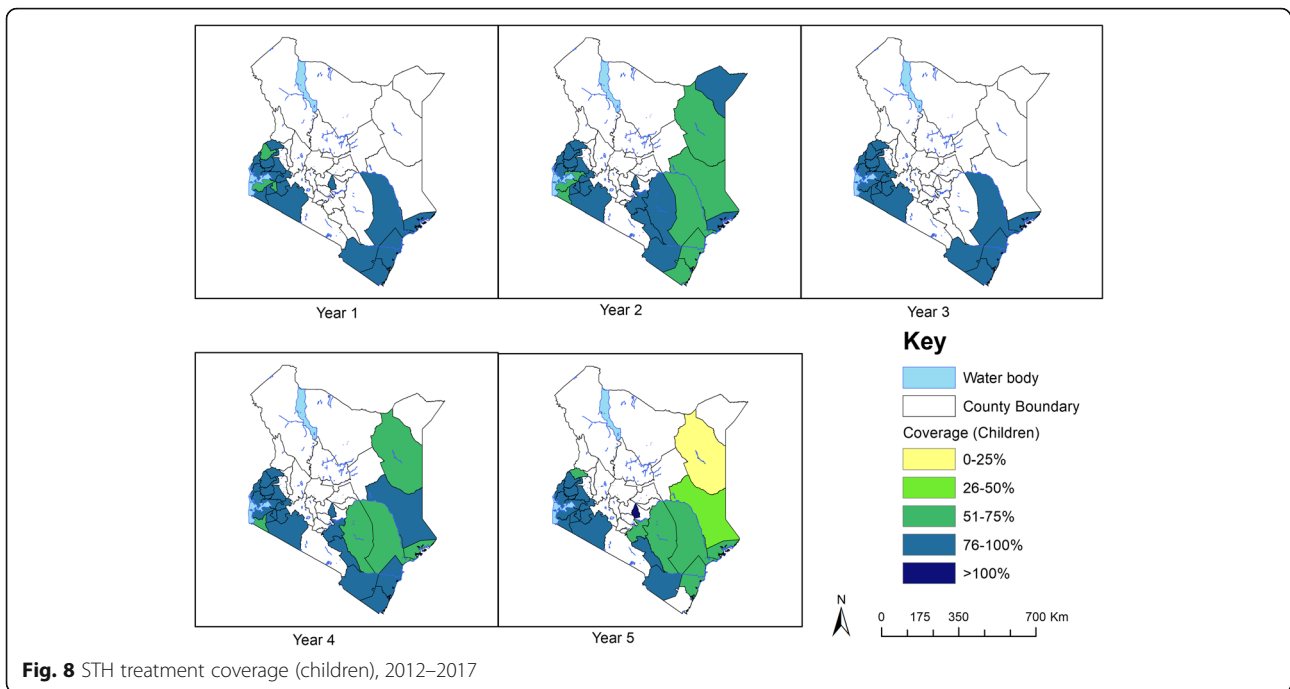 Year 1
Year 2
Year 3
Key
Water body
County Boundary
Coverage (Children)
0-25%
26-50%
51-75%
76-100%
>100%
N
0 175 350 700 Km
Year 4
Year 5
Fig. 8 STH treatment coverage (children), 2012–2017